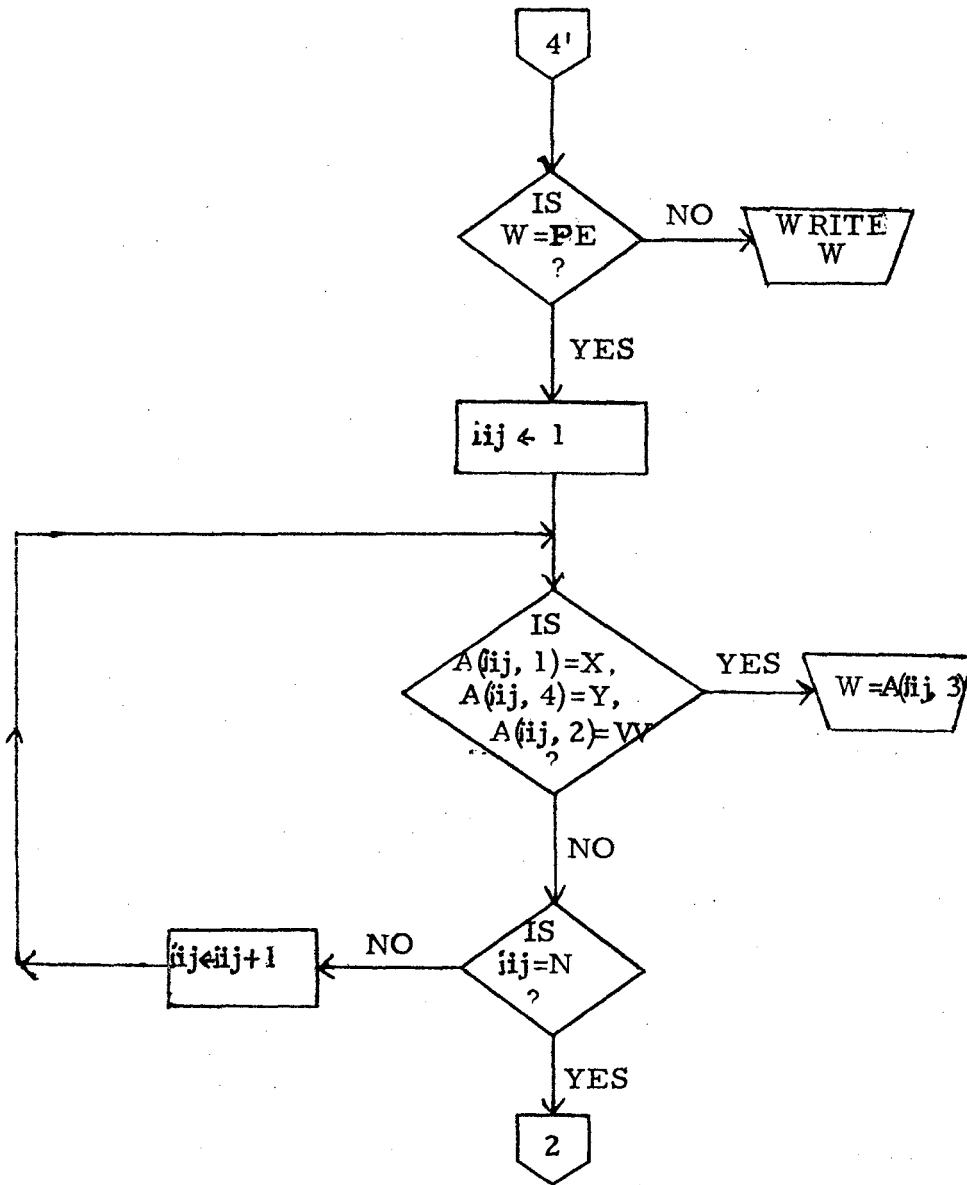 4'
IS
W=PE
?
NO
WRITE
W
YES
iij ← 1
IS
A(iij, 1)=X,
A(iij, 4)=Y,
A(iij, 2)=VV
?
YES
W=A(iij, 3)
NO
IS
iij=N
?
NO
iij←iij+1
YES
2